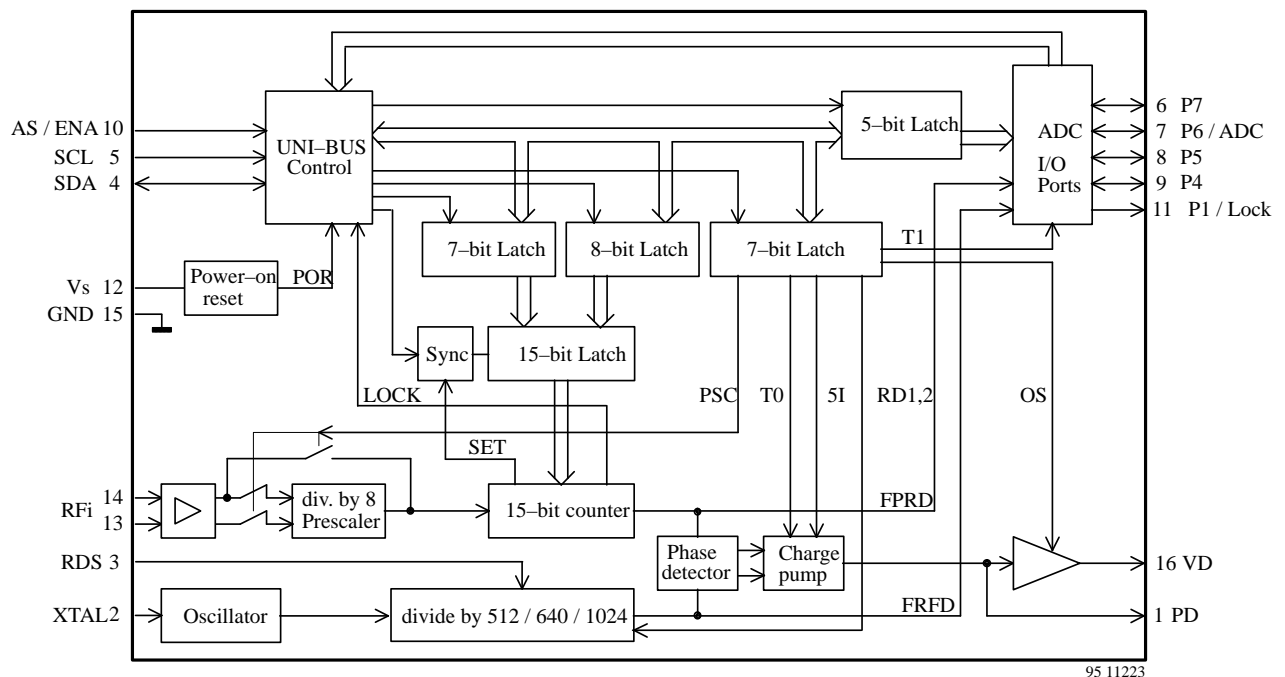 AS / ENA 10
SCL 5
SDA 4
Vs 12
GND 15
RFi
14
13
RDS 3
XTAL2
UNI–BUS
Control
5–bit Latch
ADC
I/O
Ports
6 P7
7 P6 / ADC
8 P5
9 P4
11 P1 / Lock
7–bit Latch
8–bit Latch
7–bit Latch
T1
Power–on
reset
POR
Sync
15–bit Latch
LOCK
PSC
T0
5I
RD1,2
OS
SET
div. by 8
Prescaler
15–bit counter
FPRD
Phase
detector
Charge
pump
16 VD
Oscillator
divide by 512 / 640 / 1024
FRFD
1 PD
95 11223